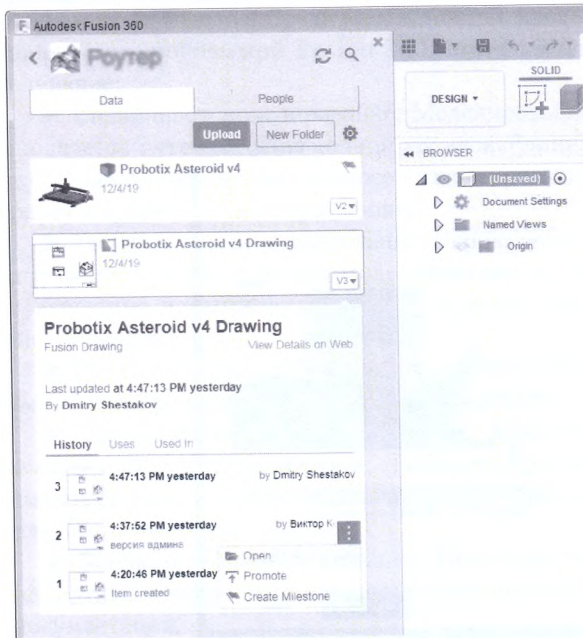 F Autodesk Fusion 360
Роутер
Data People
Upload New Folder
Probotix Asteroid v4
12/4/19
V2
Probotix Asteroid v4 Drawing
12/4/19
V3
Probotix Asteroid v4 Drawing
Fusion Drawing View Details on Web
Last updated at 4:47:13 PM yesterday
By Dmitry Shestakov
History Uses Used In
3 4:47:13 PM yesterday by Dmitry Shestakov
2 4:37:52 PM yesterday by Виктор К
версия админа
Open
1 4:20:46 PM yesterday
Item created
Promote
Create Milestone
SOLID
DESIGN
BROWSER
(Unsaved)
Document Settings
Named Views
Origin